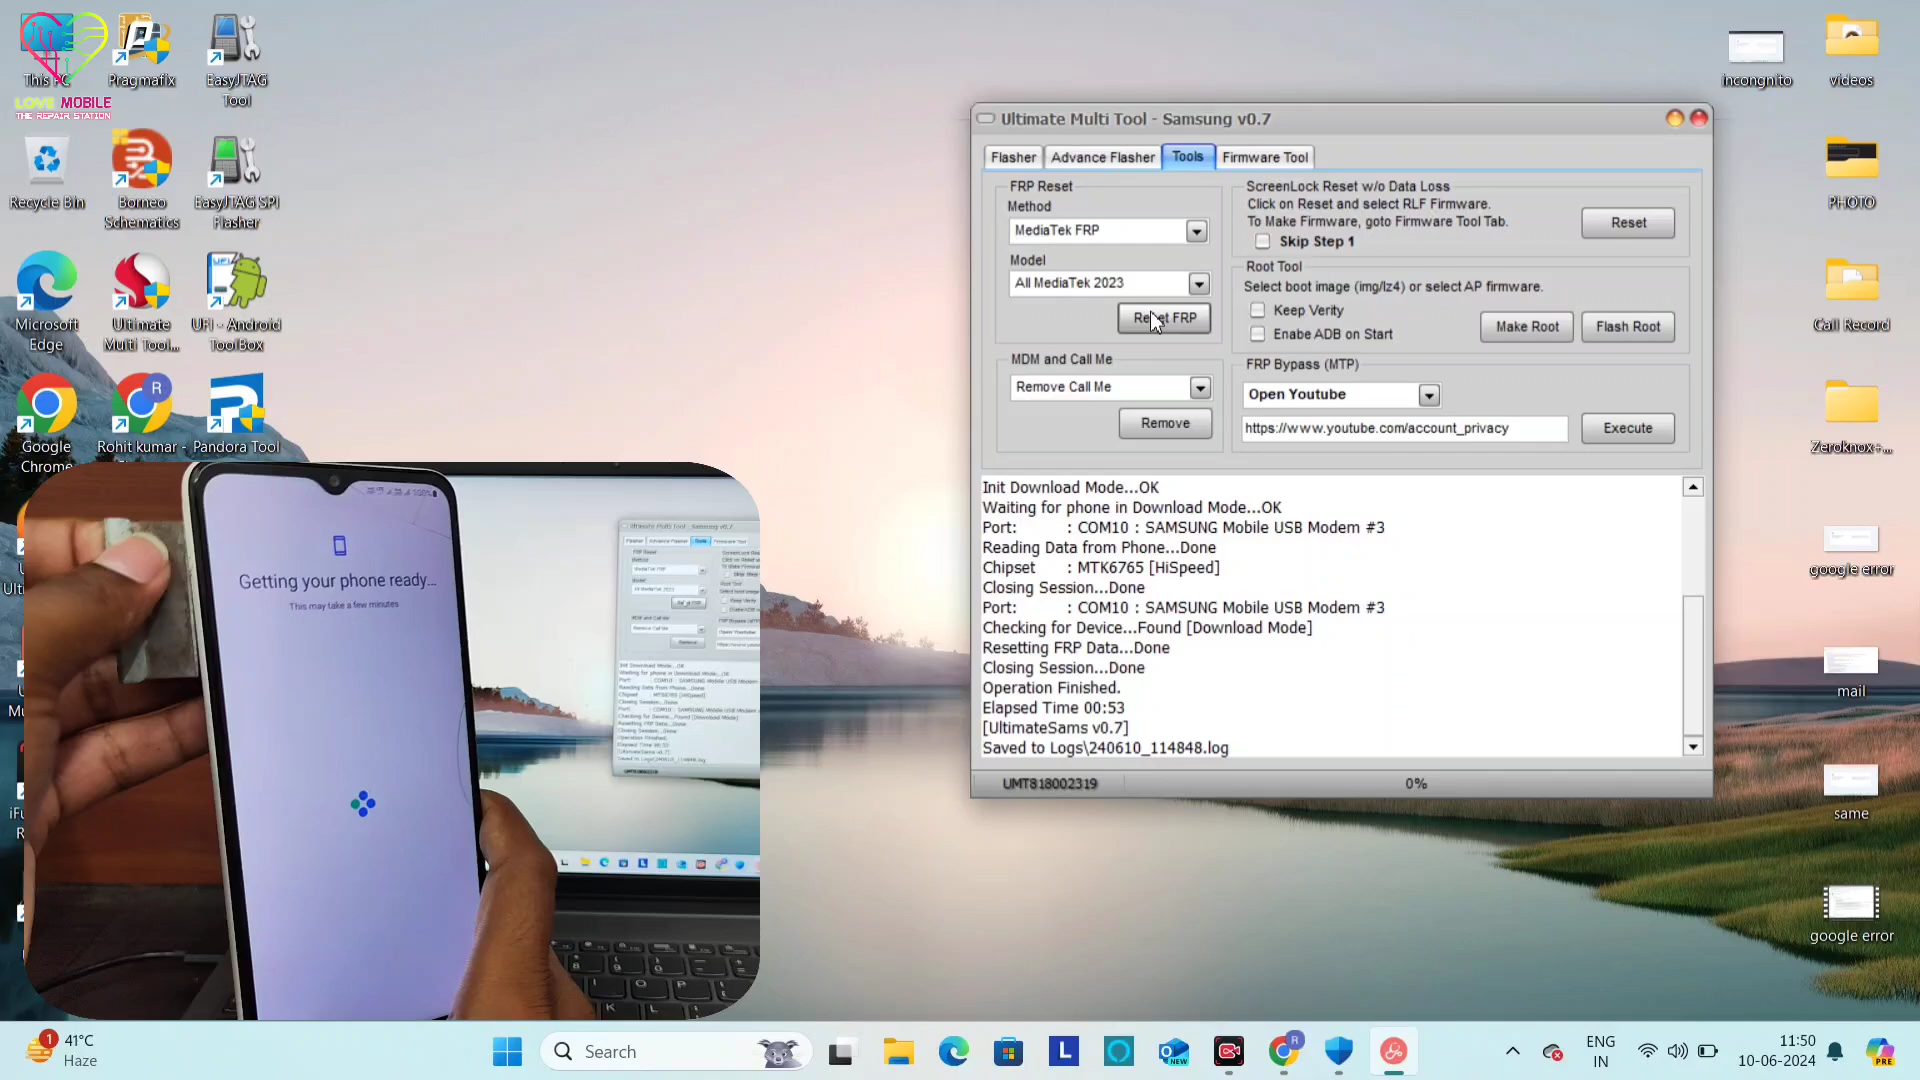 This PC
LOVE MOBILE
THE REPAIR STATION
Pragmafix
EasyJTAG
Tool
Recycle Bin
Borneo
Schematics
EasyJTAG SPI
Flasher
Microsoft
Edge
Ultimate
Multi Tool...
UFI - Android
ToolBox
Google
Chrome
Rohit kumar -
Pandora Tool
R
incongnito
videos
PHOTO
Call Record
Zeroknox+...
google error
mail
same
google error
Ultimate Multi Tool - Samsung v0.7
Flasher
Advance Flasher
Tools
Firmware Tool
FRP Reset
Method
MediaTek FRP
Model
All MediaTek 2023
Reset FRP
MDM and Call Me
Remove Call Me
Remove
ScreenLock Reset w/o Data Loss
Click on Reset and select RLF Firmware.
To Make Firmware, goto Firmware Tool Tab.
Skip Step 1
Reset
Root Tool
Select boot image (img/lz4) or select AP firmware.
Keep Verity
Enabe ADB on Start
Make Root
Flash Root
FRP Bypass (MTP)
Open Youtube
https://www.youtube.com/account_privacy
Execute
Init Download Mode...OK
Waiting for phone in Download Mode...OK
Port: : COM10 : SAMSUNG Mobile USB Modem #3
Reading Data from Phone...Done
Chipset : MTK6765 [HiSpeed]
Closing Session...Done
Port: : COM10 : SAMSUNG Mobile USB Modem #3
Checking for Device...Found [Download Mode]
Resetting FRP Data...Done
Closing Session...Done
Operation Finished.
Elapsed Time 00:53
[UltimateSams v0.7]
Saved to Logs\240610_114848.log
UMT818002319
0%
Getting your phone ready...
This may take a few minutes
100%
1
41°C
Haze
Search
L
NEW
R
ENG
IN
11:50
10-06-2024
PRE